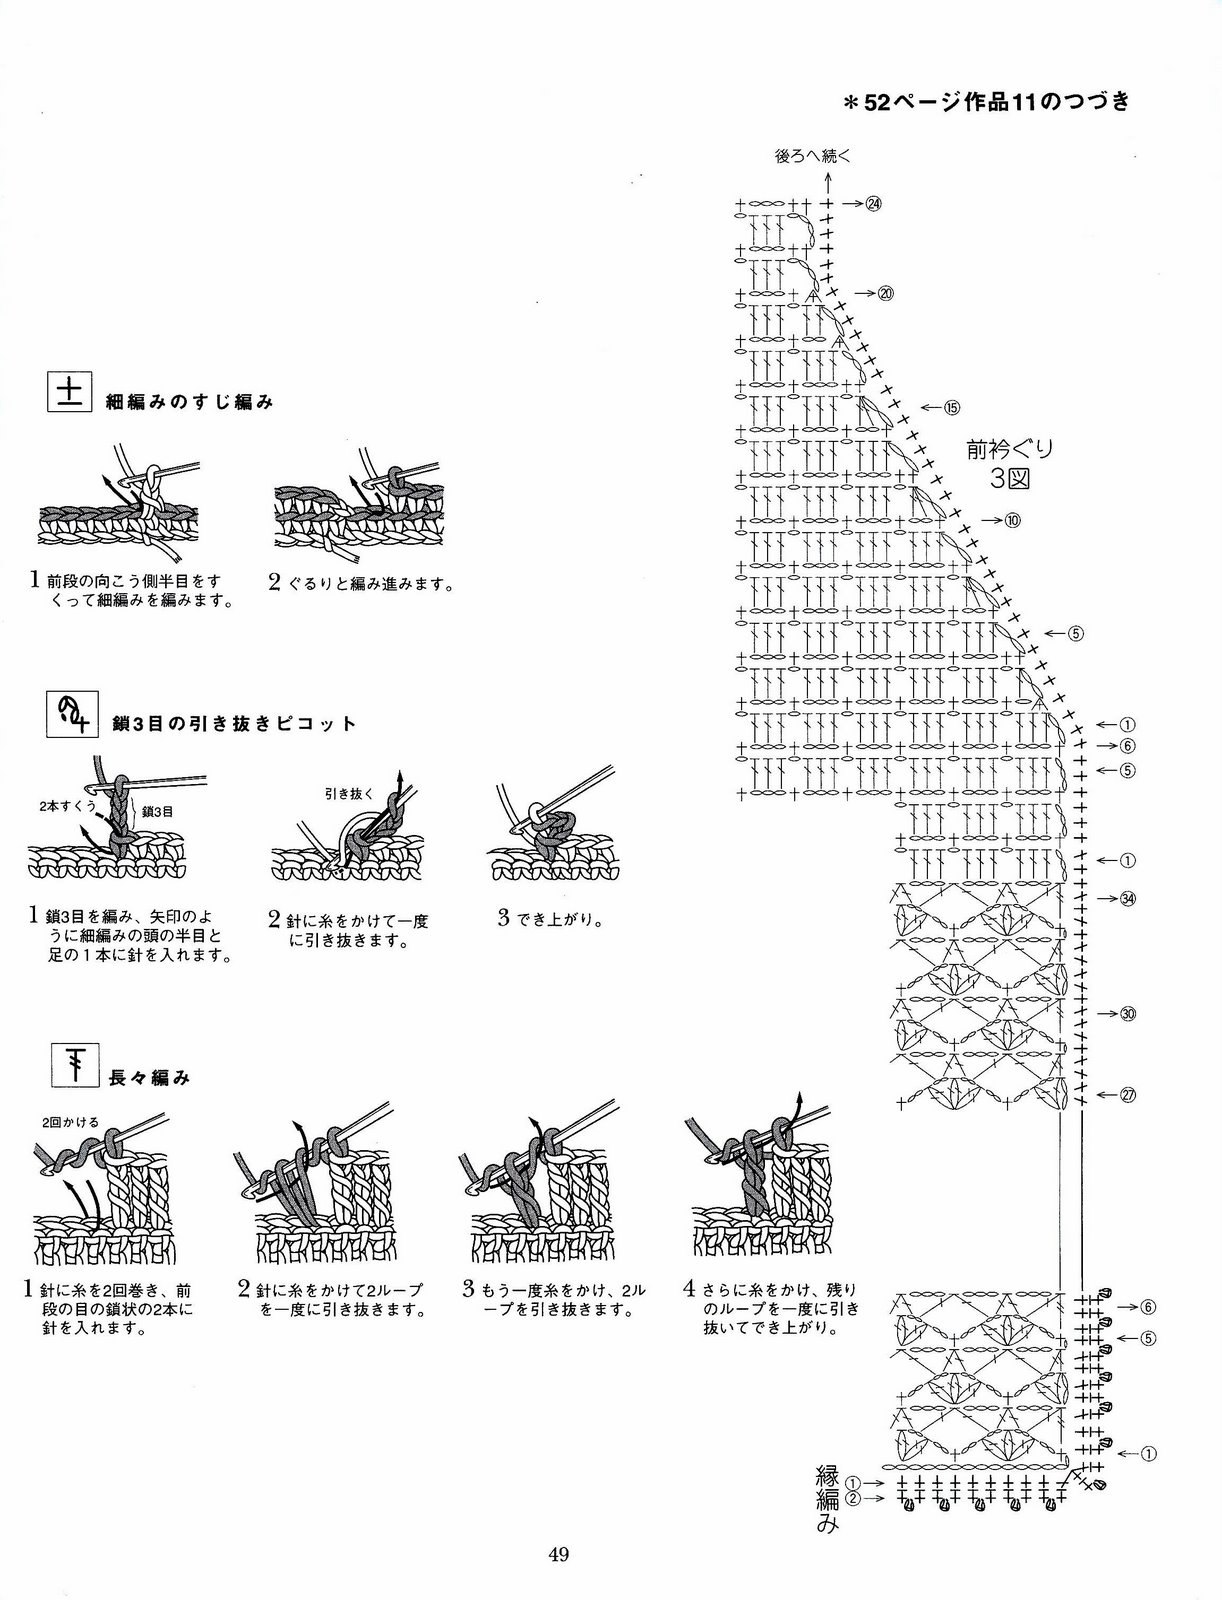 ＊52ページ作品11のつづき
後ろへ続く
→㉔
→⑳
←⑮
前衿ぐり
3図
→⑩
←⑤
←①
→⑥
←⑤
←①
→㉞
→㉚
←㉗
→⑥
←⑤
←①
縁編み
①→
②→
細編みのすじ編み
1 前段の向こう側半目をす
くって細編みを編みます。
2 ぐるりと編み進みます。
鎖3目の引き抜きピコット
2本すくう
鎖3目
引き抜く
1 鎖3目を編み、矢印のよ
うに細編みの頭の半目と
足の1本に針を入れます。
2 針に糸をかけて一度
に引き抜きます。
3 でき上がり。
長々編み
2回かける
1 針に糸を2回巻き、前
段の目の鎖状の2本に
針を入れます。
2 針に糸をかけて2ループ
を一度に引き抜きます。
3 もう一度糸をかけ、2ル
ープを引き抜きます。
4 さらに糸をかけ、残り
のループを一度に引き
抜いてでき上がり。
49